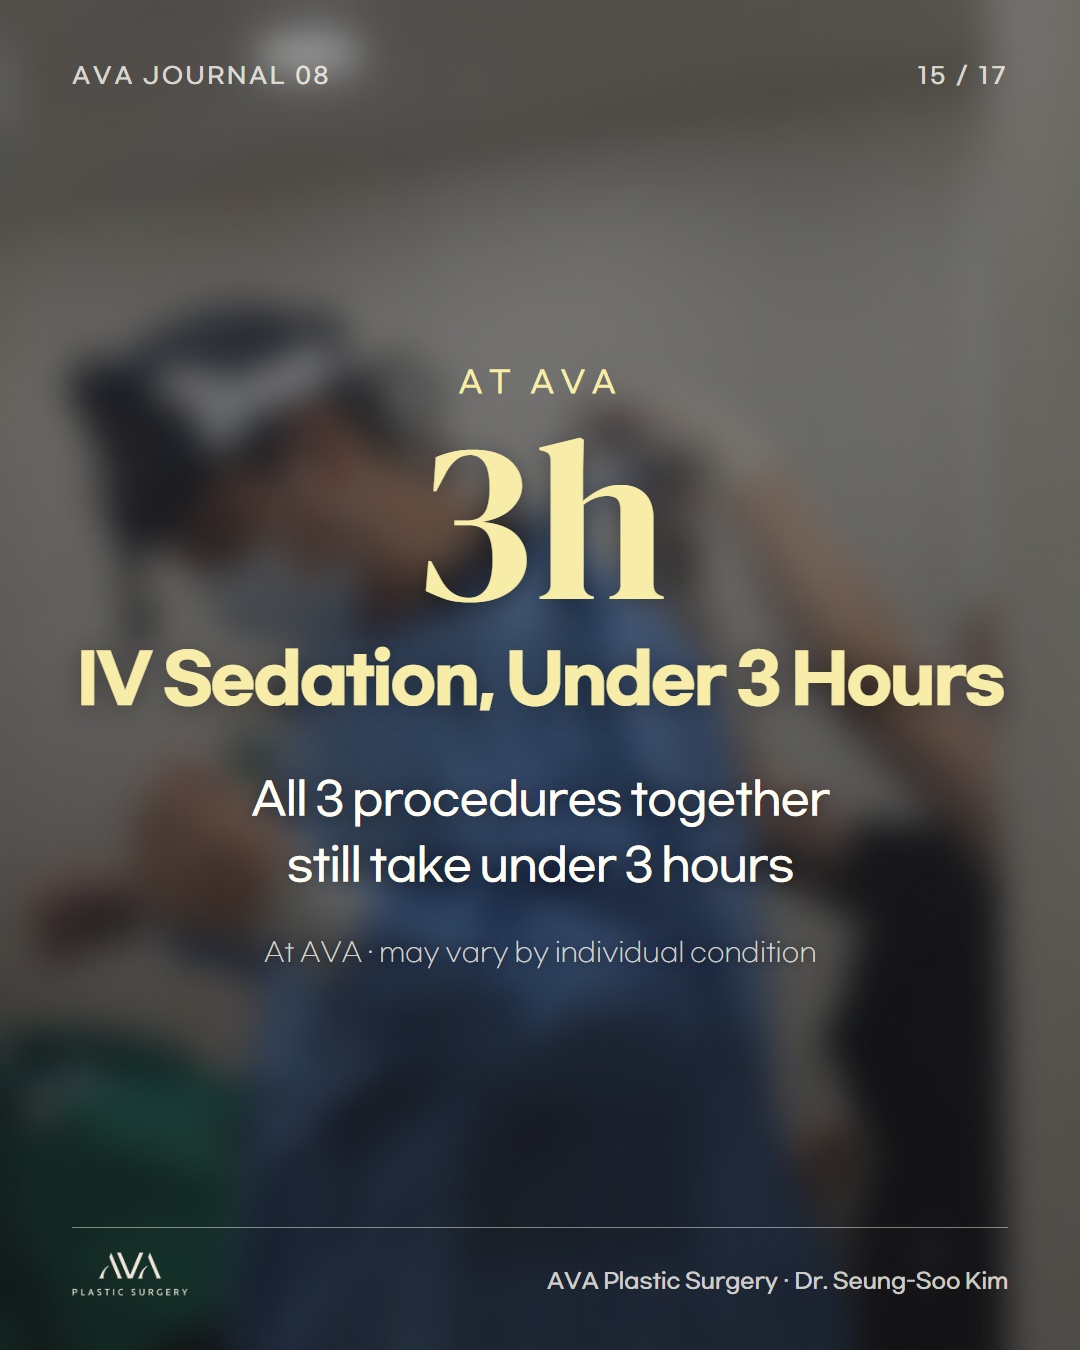 AVA JOURNAL 08
15 / 17
AT AVA
3h
IV Sedation, Under 3 Hours
All 3 procedures together
still take under 3 hours
At AVA · may vary by individual condition
AVA
PLASTIC SURGERY
AVA Plastic Surgery · Dr. Seung-Soo Kim